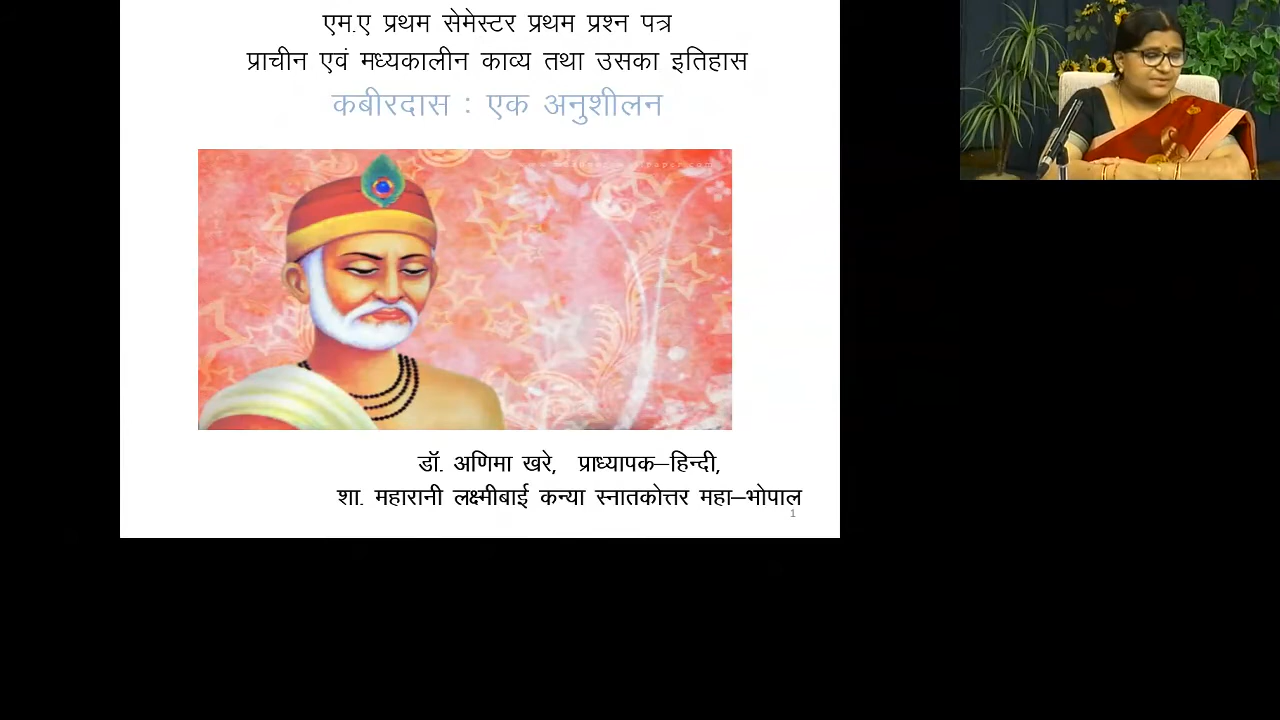 एम.ए प्रथम सेमेस्टर प्रथम प्रश्न पत्र
प्राचीन एवं मध्यकालीन काव्य तथा उसका इतिहास
कबीरदास : एक अनुशीलन
डॉ. अणिमा खरे, प्राध्यापक–हिन्दी,
शा. महारानी लक्ष्मीबाई कन्या स्नातकोत्तर महा–भोपाल
1